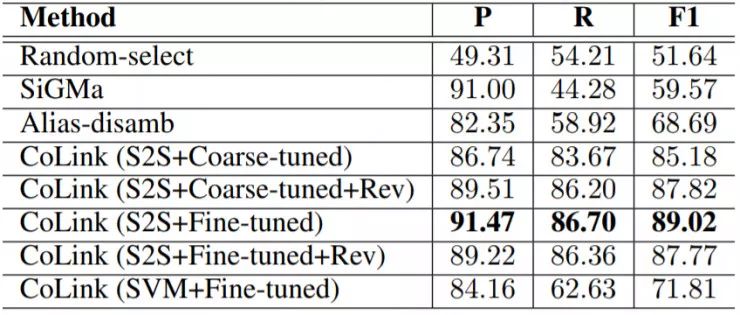 Method P R F1
Random-select 49.31 54.21 51.64
SiGMa 91.00 44.28 59.57
Alias-disamb 82.35 58.92 68.69
CoLink (S2S+Coarse-tuned) 86.74 83.67 85.18
CoLink (S2S+Coarse-tuned+Rev) 89.51 86.20 87.82
CoLink (S2S+Fine-tuned) 91.47 86.70 89.02
CoLink (S2S+Fine-tuned+Rev) 89.22 86.36 87.77
CoLink (SVM+Fine-tuned) 84.16 62.63 71.81